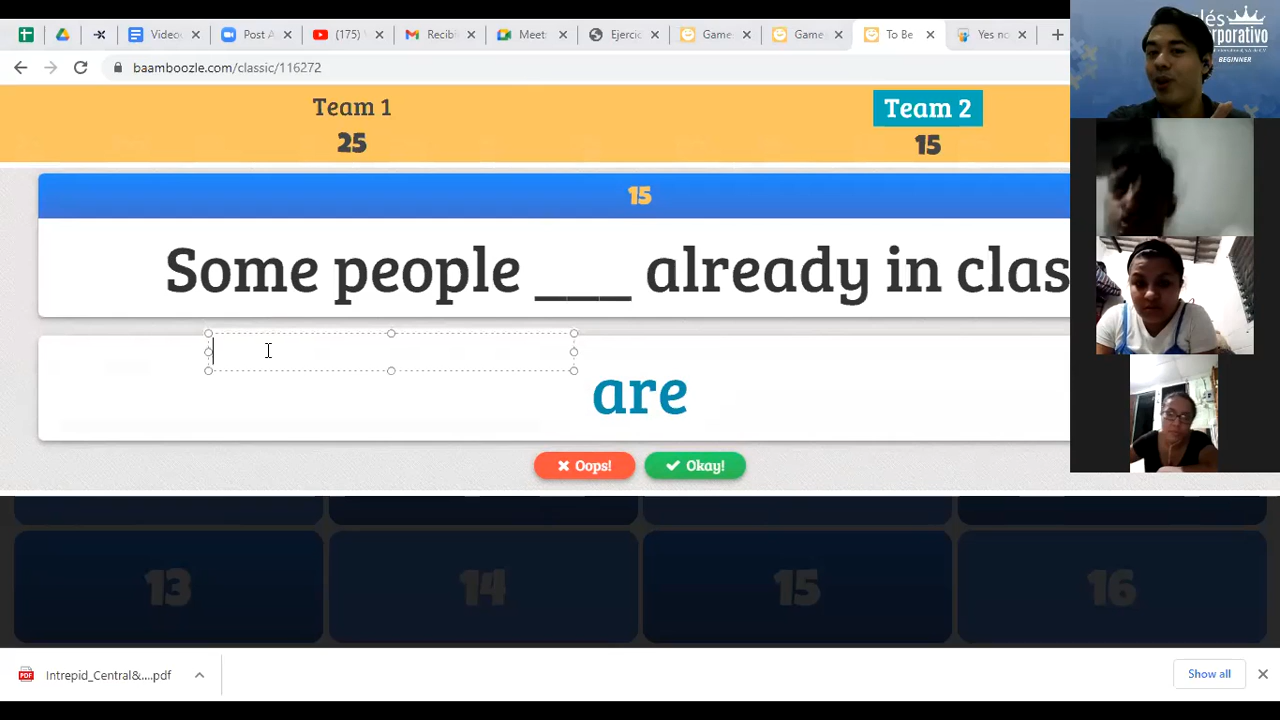 Video
Post A
(175)
Recib
Meet
Ejercic
Game
Game
To Be
Yes no
baamboozle.com/classic/116272
Team 1
25
Team 2
15
15
Some people ___ already in clas
are
Oops!
Okay!
13
14
15
16
Intrepid_Central&....pdf
Show all
lés
orporativo
BEGINNER